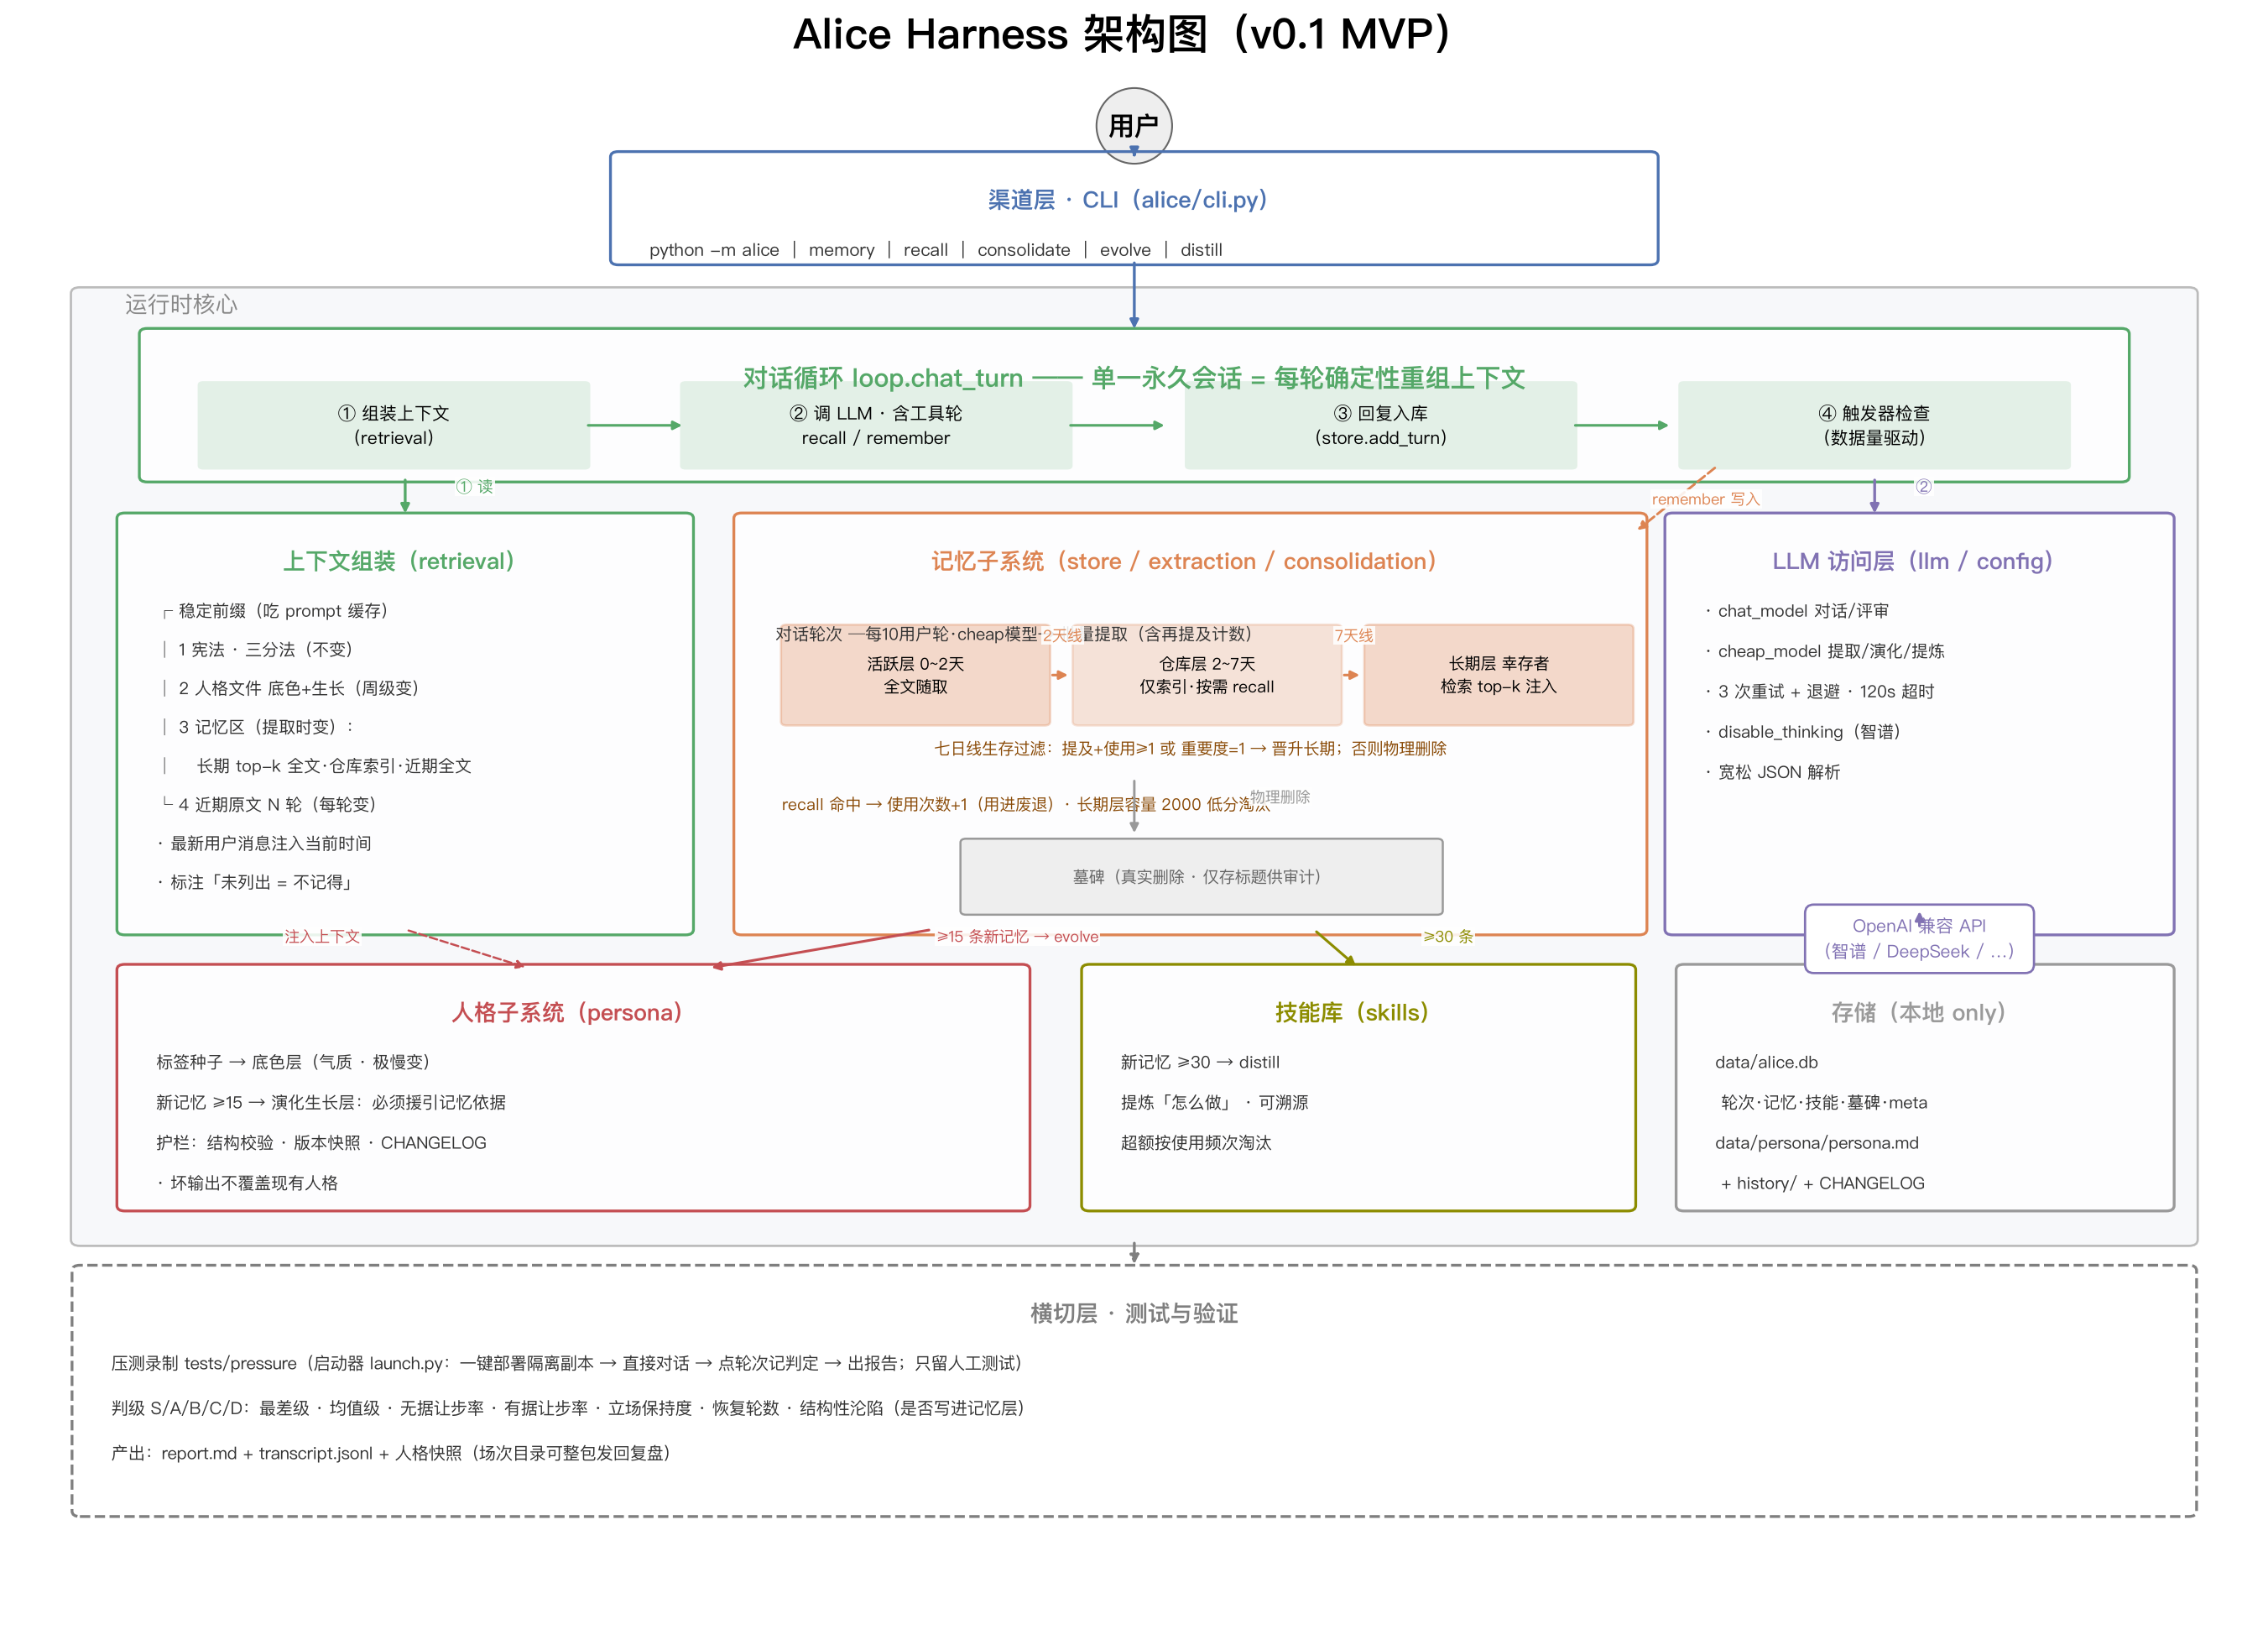 Alice Harness 架构图（v0.1 MVP）
用户
渠道层 · CLI（alice/cli.py）
python -m alice │ memory │ recall │ consolidate │ evolve │ distill
运行时核心
对话循环 loop.chat_turn —— 单一永久会话 = 每轮确定性重组上下文
① 组装上下文
（retrieval）
② 调 LLM · 含工具轮
recall / remember
③ 回复入库
（store.add_turn）
④ 触发器检查
（数据量驱动）
① 读
remember 写入
②
上下文组装（retrieval）
┌ 稳定前缀（吃 prompt 缓存）
│ 1 宪法 · 三分法（不变）
│ 2 人格文件 底色+生长（周级变）
│ 3 记忆区（提取时变）：
│ 长期 top-k 全文·仓库索引·近期全文
└ 4 近期原文 N 轮（每轮变）
· 最新用户消息注入当前时间
· 标注「未列出 = 不记得」
记忆子系统（store / extraction / consolidation）
对话轮次 —每10用户轮·cheap模型·量提取（含再提及计数）
2天线
7天线
活跃层 0~2天
全文随取
仓库层 2~7天
仅索引·按需 recall
长期层 幸存者
检索 top-k 注入
七日线生存过滤：提及+使用≥1 或 重要度=1 → 晋升长期；否则物理删除
recall 命中 → 使用次数+1（用进废退）· 长期层容量 2000 低分淘汰
物理删除
墓碑（真实删除 · 仅存标题供审计）
LLM 访问层（llm / config）
· chat_model 对话/评审
· cheap_model 提取/演化/提炼
· 3 次重试 + 退避 · 120s 超时
· disable_thinking（智谱）
· 宽松 JSON 解析
OpenAI 兼容 API
（智谱 / DeepSeek / …）
注入上下文
≥15 条新记忆 → evolve
≥30 条
人格子系统（persona）
标签种子 → 底色层（气质 · 极慢变）
新记忆 ≥15 → 演化生长层：必须援引记忆依据
护栏：结构校验 · 版本快照 · CHANGELOG
· 坏输出不覆盖现有人格
技能库（skills）
新记忆 ≥30 → distill
提炼「怎么做」 · 可溯源
超额按使用频次淘汰
存储（本地 only）
data/alice.db
轮次·记忆·技能·墓碑·meta
data/persona/persona.md
+ history/ + CHANGELOG
横切层 · 测试与验证
压测录制 tests/pressure（启动器 launch.py：一键部署隔离副本 → 直接对话 → 点轮次记判定 → 出报告；只留人工测试）
判级 S/A/B/C/D：最差级 · 均值级 · 无据让步率 · 有据让步率 · 立场保持度 · 恢复轮数 · 结构性沦陷（是否写进记忆层）
产出：report.md + transcript.jsonl + 人格快照（场次目录可整包发回复盘）